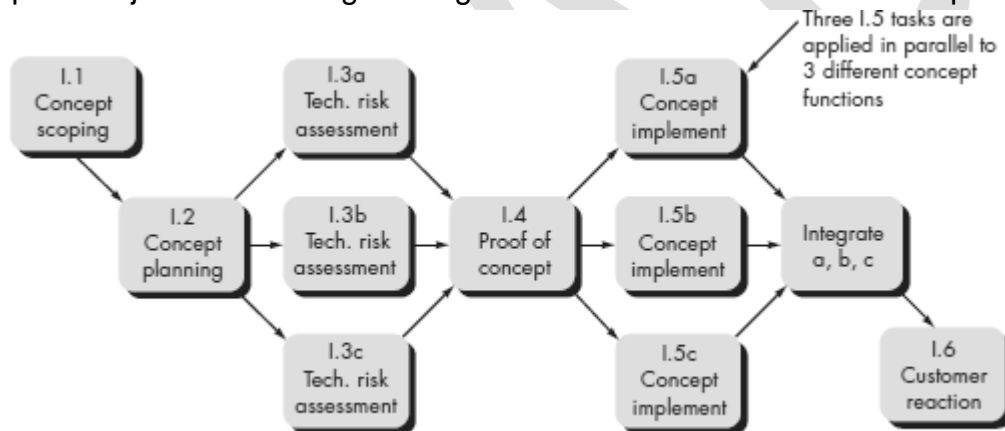 Three I.5 tasks are
applied in parallel to
3 different concept
functions
I.1
Concept
scoping
I.3a
Tech. risk
assessment
I.5a
Concept
implement
I.2
Concept
planning
I.3b
Tech. risk
assessment
I.4
Proof of
concept
I.5b
Concept
implement
Integrate
a, b, c
I.3c
Tech. risk
assessment
I.5c
Concept
implement
I.6
Customer
reaction